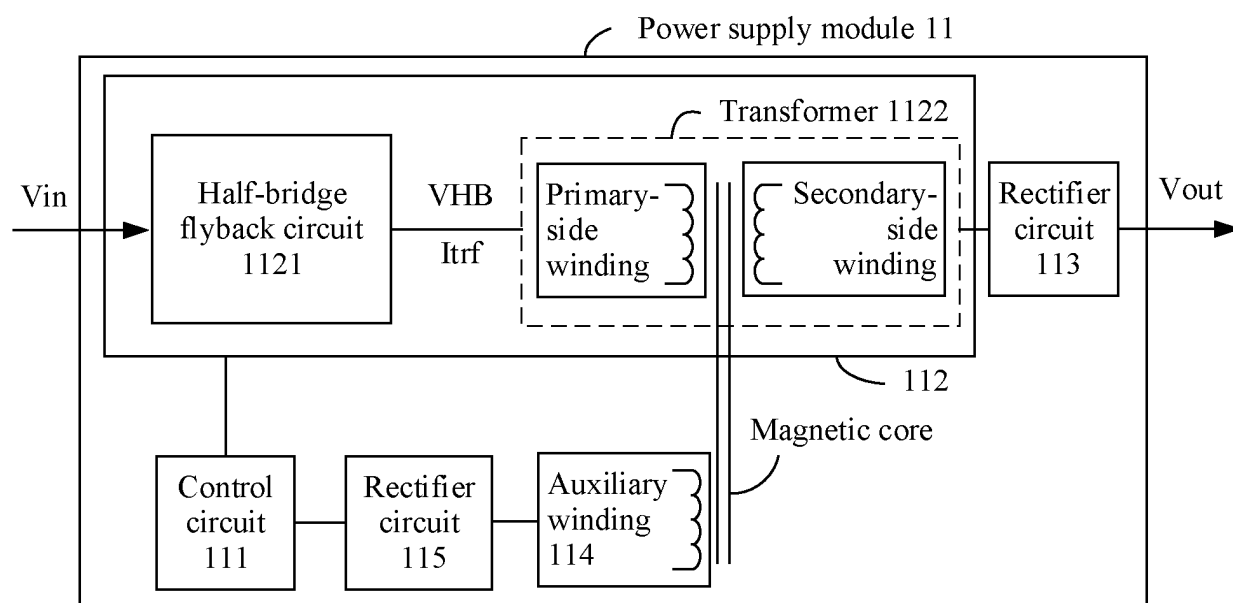 Power supply module 11
Transformer 1122
Vin
Half-bridge
flyback circuit
1121
VHB
Itrf
Primary-
side
winding
Secondary-
side
winding
Rectifier
circuit
113
Vout
112
Magnetic core
Control
circuit
111
Rectifier
circuit
115
Auxiliary
winding
114